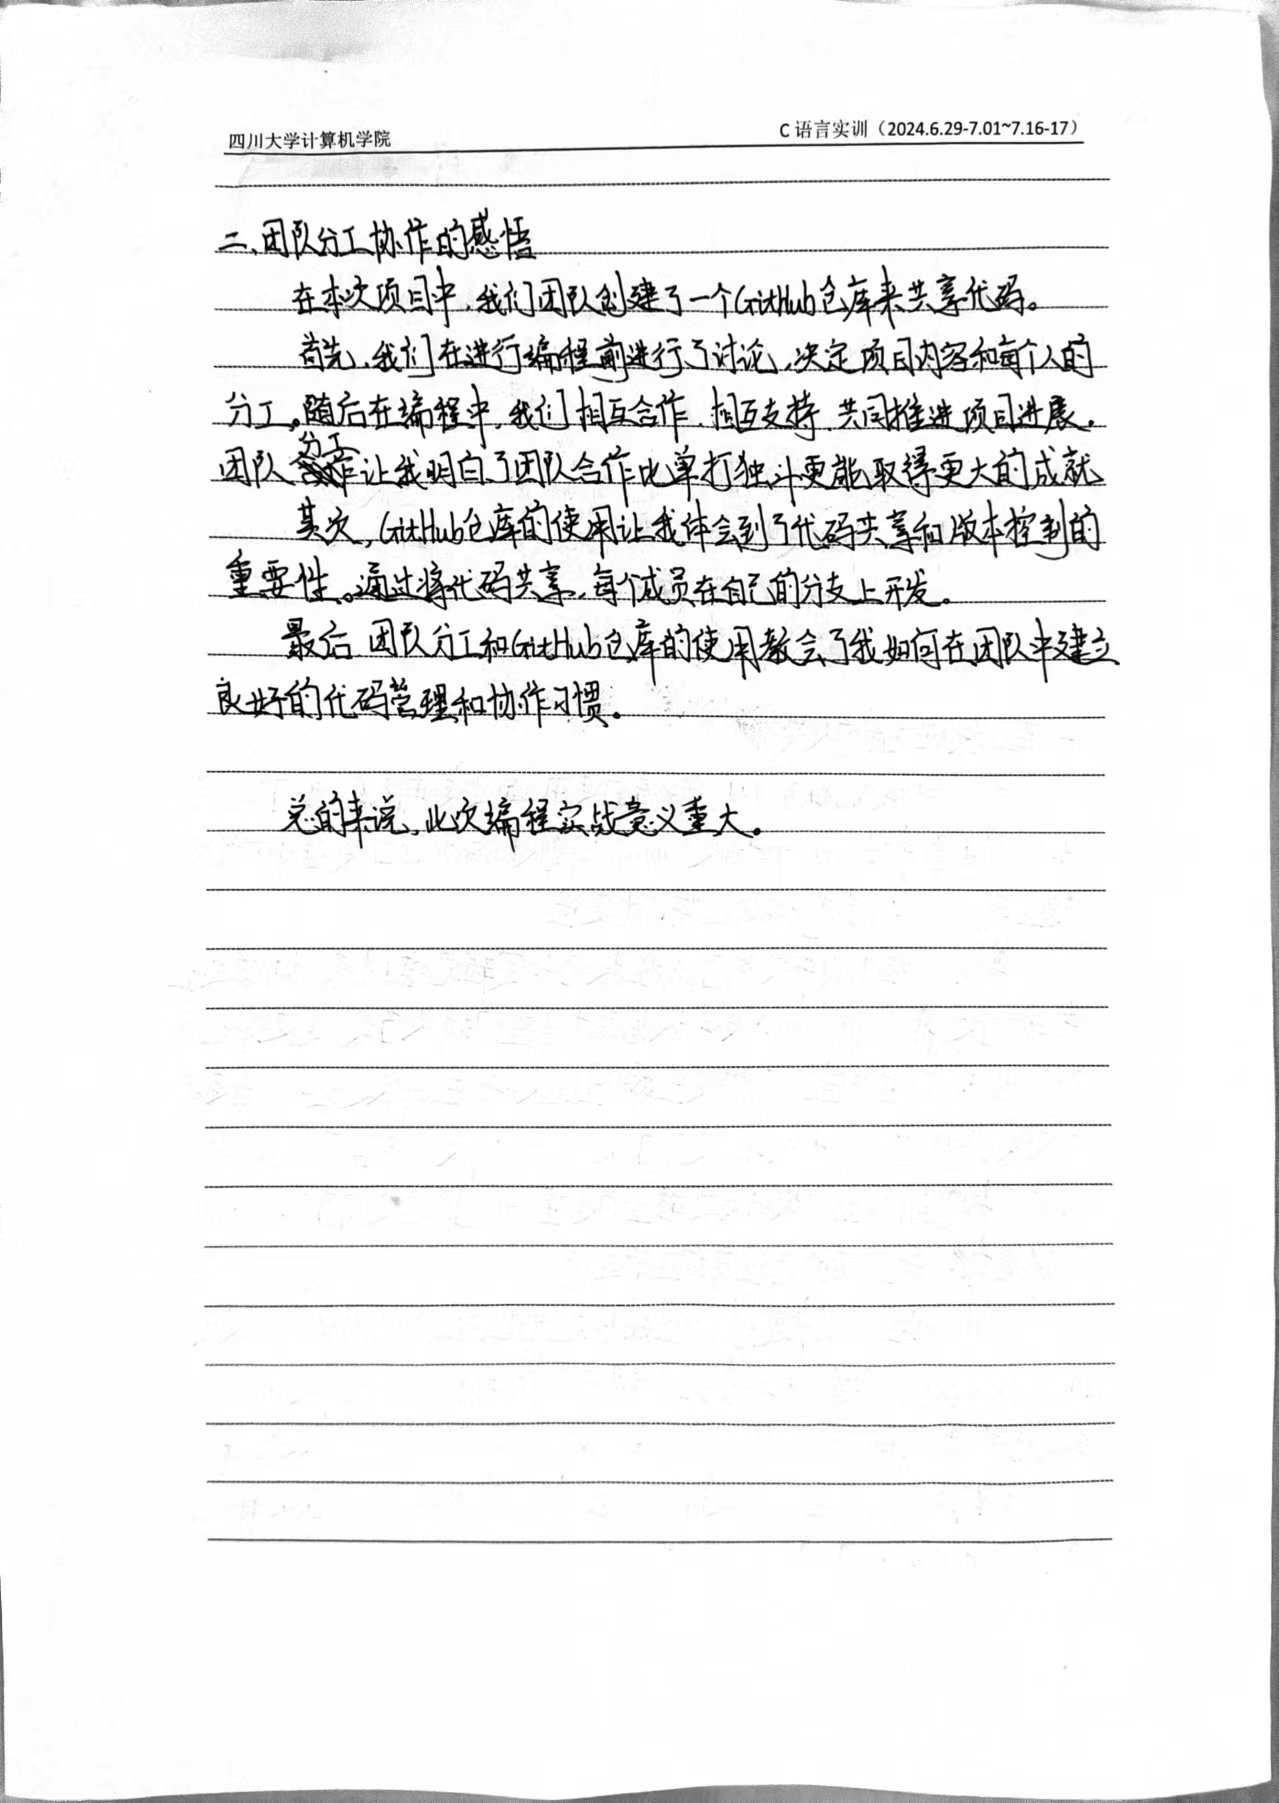 四川大学计算机学院
C 语言实训（2024.6.29-7.01~7.16-17）
二、团队分工协作的感悟
在本次项目中，我们团队创建了一个GitHub仓库来共享代码。
首先，我们在进行编程前进行了讨论，决定项目内容和每个人的
分工。随后在编程中，我们相互合作，相互支持，共同推进项目进展。
团队分工让我明白了团队合作比单打独斗更能取得更大的成就
其次，GitHub仓库的使用让我体会到了代码共享和版本控制的
重要性。通过将代码共享，每个成员在自己的分支上开发。
最后 团队分工和GitHub仓库的使用教会了我如何在团队中建立
良好的代码管理和协作习惯。
总的来说，此次编程实战意义重大。